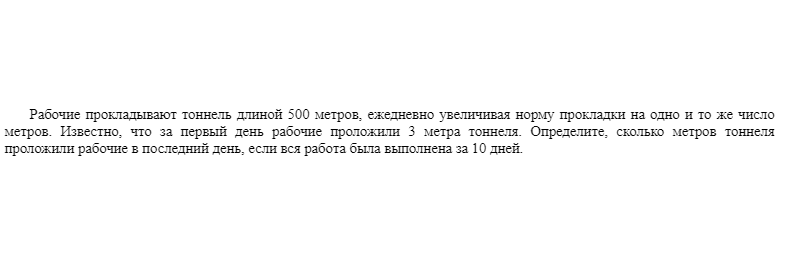 Рабочие прокладывают тоннель длиной 500 метров, ежедневно увеличивая норму прокладки на одно и то же число
метров. Известно, что за первый день рабочие проложили 3 метра тоннеля. Определите, сколько метров тоннеля
проложили рабочие в последний день, если вся работа была выполнена за 10 дней.